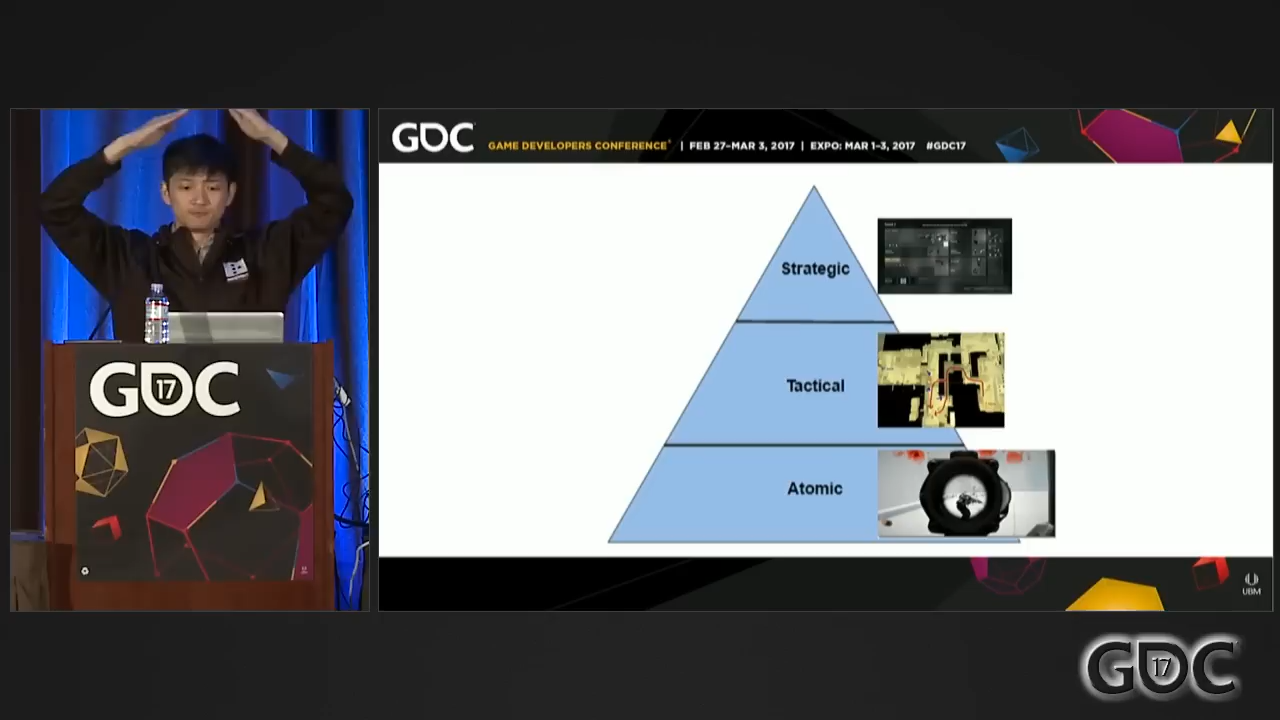 GDC
GAME DEVELOPERS CONFERENCE® | FEB 27–MAR 3, 2017 | EXPO: MAR 1–3, 2017 #GDC17
Strategic
Tactical
Atomic
GDC
17
UBM
GDC
17